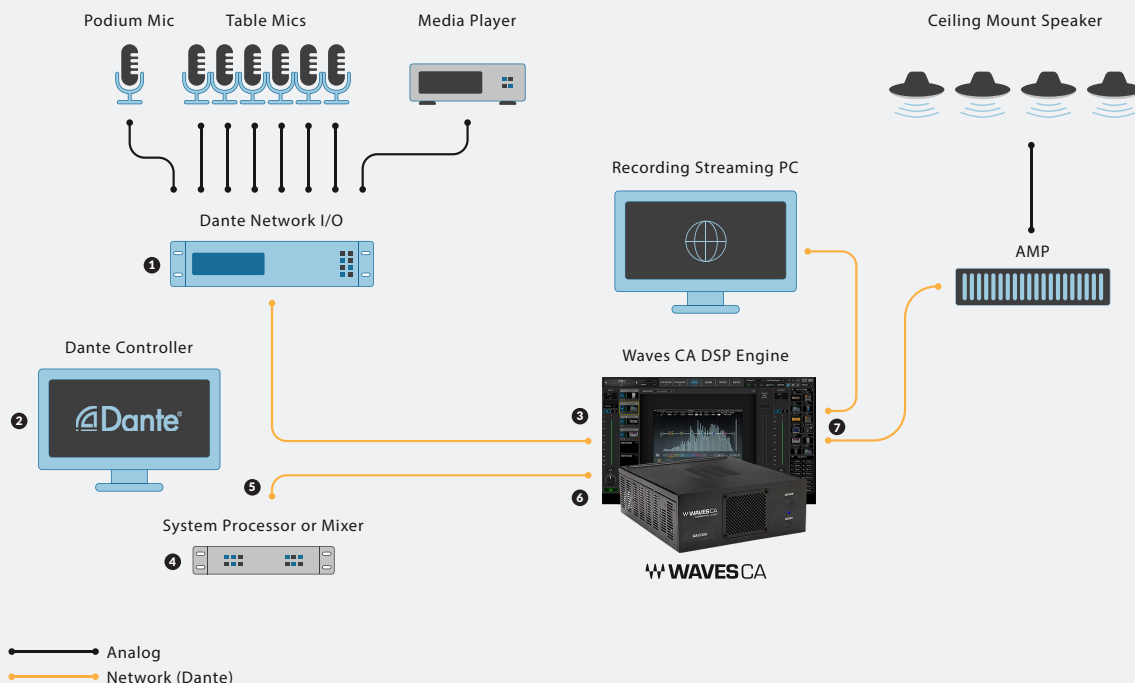 Podium Mic
Table Mics
Media Player
Ceiling Mount Speaker
Recording Streaming PC
Dante Network I/O
1
AMP
Dante Controller
Waves CA DSP Engine
2
Dante®
3
7
5
6
System Processor or Mixer
4
WAVES CA
WAVES CA
Analog
Network (Dante)